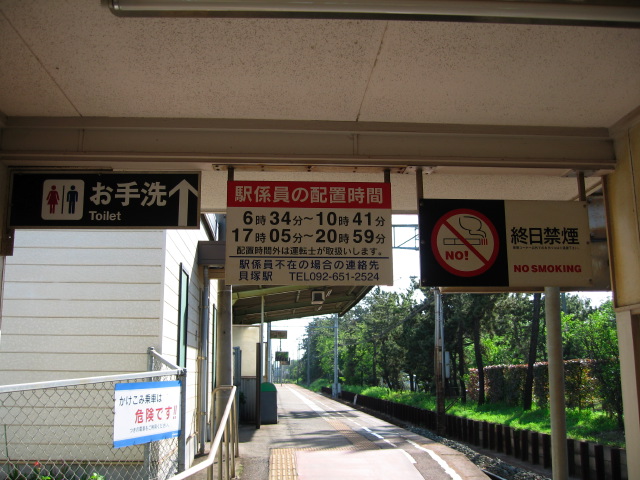 お手洗
Toilet
駅係員の配置時間
6時34分~10時41分
17時05分~20時59分
配置時間外は運転士が取扱いします。
駅係員不在の場合の連絡先
貝塚駅 TEL092-651-2524
NO!
終日禁煙
NO SMOKING
かけこみ乗車は
危険です!!